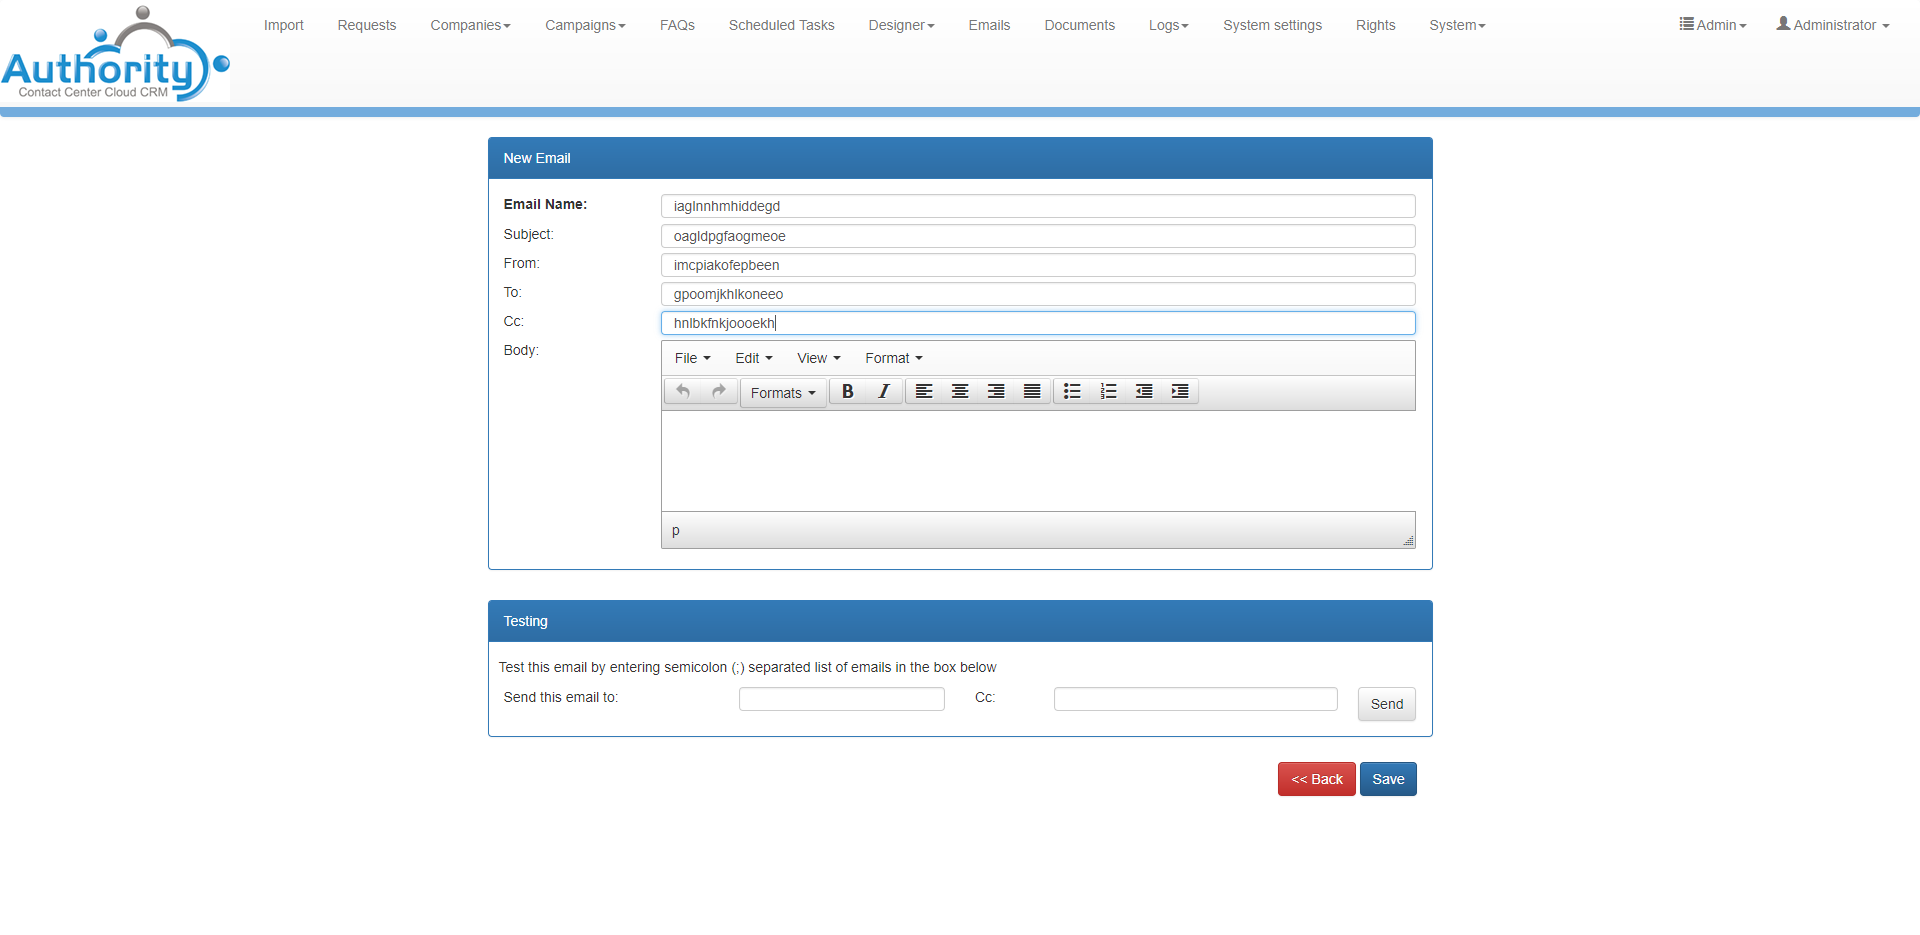 Authority
Contact Center Cloud CRM
Import Requests Companies Campaigns FAQs Scheduled Tasks Designer Emails Documents Logs System settings Rights System Admin Administrator
New Email
Email Name: iaglnnhmhiddegd
Subject: oagldpgfaogmeoe
From: imcpiakofepbeen
To: gpoomjkhlkoneeo
Cc: hnlbkfnkjoooekh
Body:
File Edit View Format
Formats B I
p
Testing
Test this email by entering semicolon (;) separated list of emails in the box below
Send this email to: Cc: Send
<< Back Save